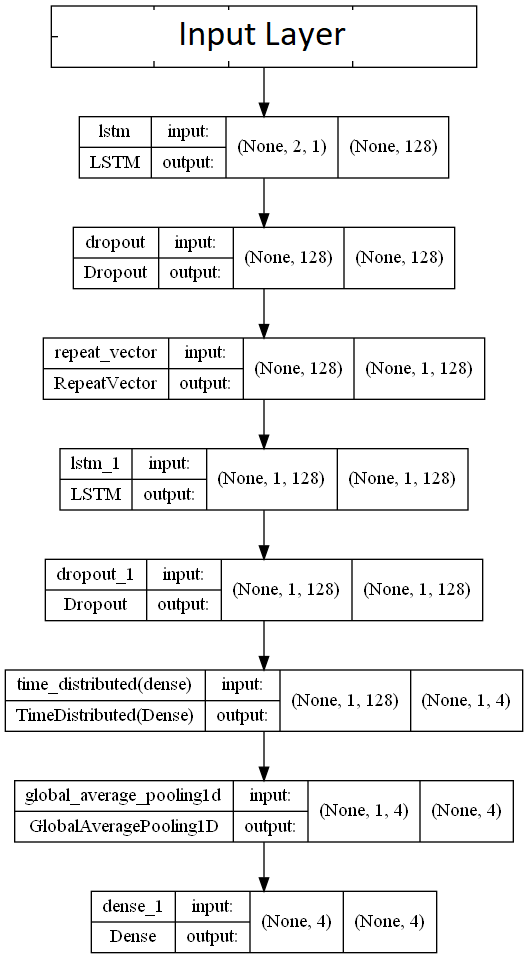 Input Layer
lstm input: (None, 2, 1) (None, 128)
LSTM output:
dropout input: (None, 128) (None, 128)
Dropout output:
repeat_vector input: (None, 128) (None, 1, 128)
RepeatVector output:
lstm_1 input: (None, 1, 128) (None, 1, 128)
LSTM output:
dropout_1 input: (None, 1, 128) (None, 1, 128)
Dropout output:
time_distributed(dense) input: (None, 1, 128) (None, 1, 4)
TimeDistributed(Dense) output:
global_average_pooling1d input: (None, 1, 4) (None, 4)
GlobalAveragePooling1D output:
dense_1 input: (None, 4) (None, 4)
Dense output: